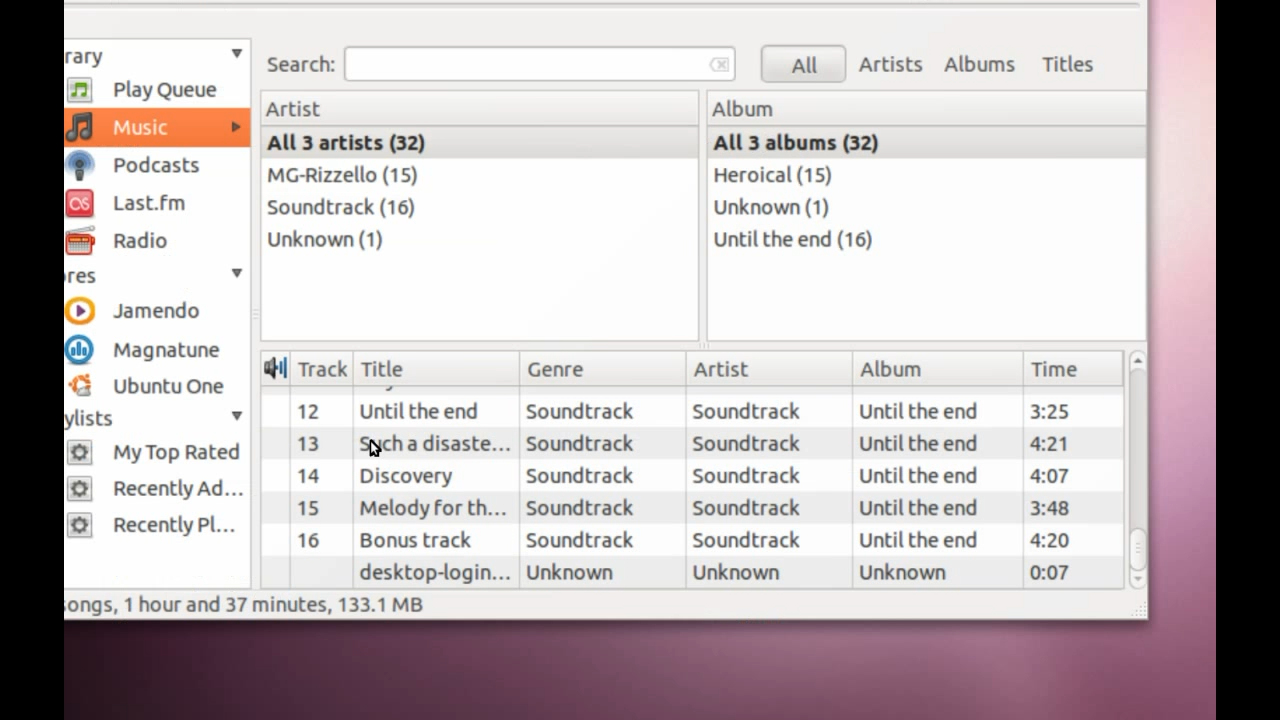 rary
Play Queue
Music
Podcasts
Last.fm
Radio
ores
Jamendo
Magnatune
Ubuntu One
ylists
My Top Rated
Recently Ad...
Recently Pl...
Search: All Artists Albums Titles
Artist
All 3 artists (32)
MG-Rizzello (15)
Soundtrack (16)
Unknown (1)
Album
All 3 albums (32)
Heroical (15)
Unknown (1)
Until the end (16)
Track Title Genre Artist Album Time
12 Until the end Soundtrack Soundtrack Until the end 3:25
13 Such a disaste... Soundtrack Soundtrack Until the end 4:21
14 Discovery Soundtrack Soundtrack Until the end 4:07
15 Melody for th... Soundtrack Soundtrack Until the end 3:48
16 Bonus track Soundtrack Soundtrack Until the end 4:20
desktop-login... Unknown Unknown Unknown 0:07
songs, 1 hour and 37 minutes, 133.1 MB